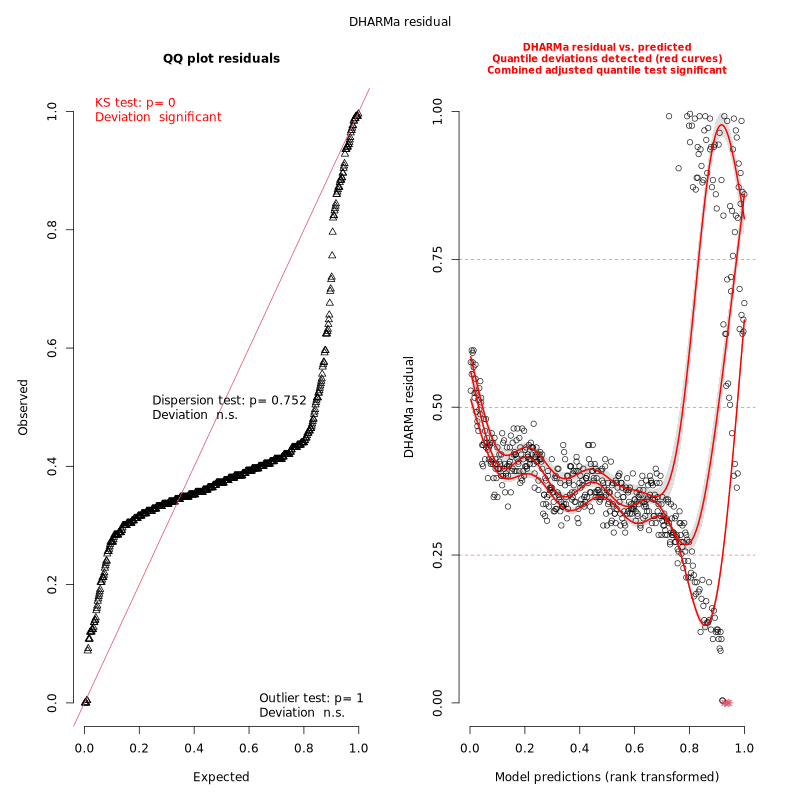 DHARMa residual
QQ plot residuals
KS test: p= 0
Deviation  significant
Dispersion test: p= 0.752
Deviation  n.s.
Outlier test: p= 1
Deviation  n.s.
Observed
0.0
0.2
0.4
0.6
0.8
1.0
0.0
0.2
0.4
0.6
0.8
1.0
Expected
DHARMa residual vs. predicted
Quantile deviations detected (red curves)
Combined adjusted quantile test significant
DHARMa residual
0.00
0.25
0.50
0.75
1.00
0.0
0.2
0.4
0.6
0.8
1.0
Model predictions (rank transformed)